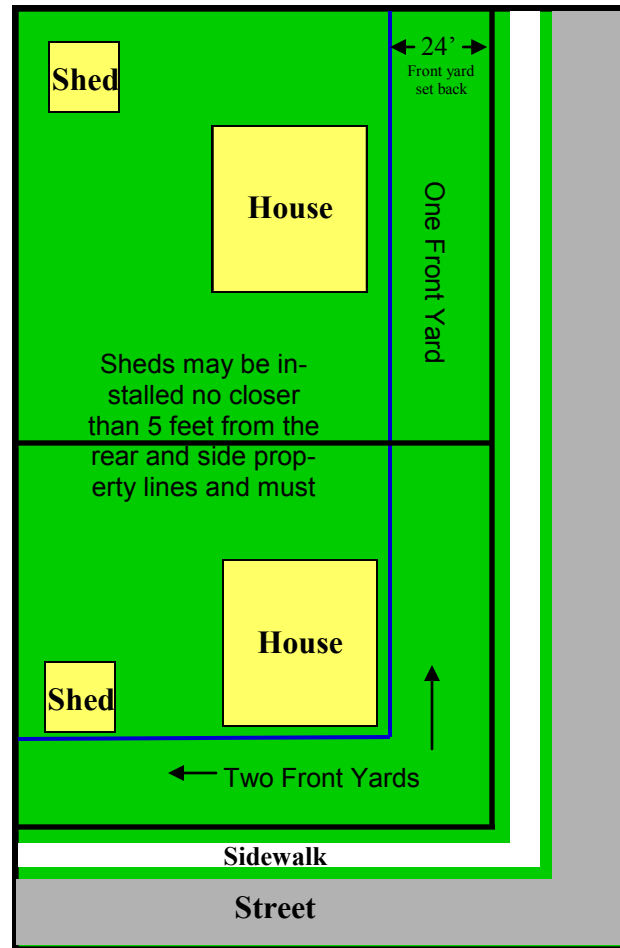 Shed
24’
Front yard
set back
House
One Front Yard
Sheds may be in-
stalled no closer
than 5 feet from the
rear and side prop-
erty lines and must
House
Shed
Two Front Yards
Sidewalk
Street